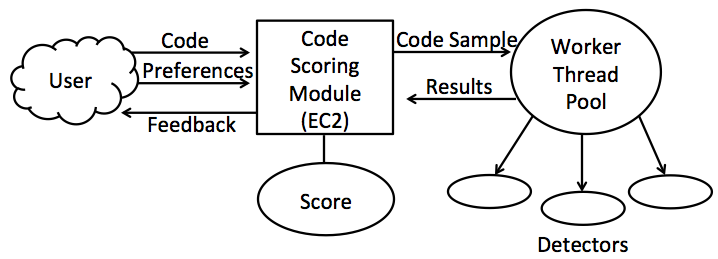 User
Code
Preferences
Feedback
Code
Scoring
Module
(EC2)
Score
Code Sample
Results
Worker
Thread
Pool
Detectors